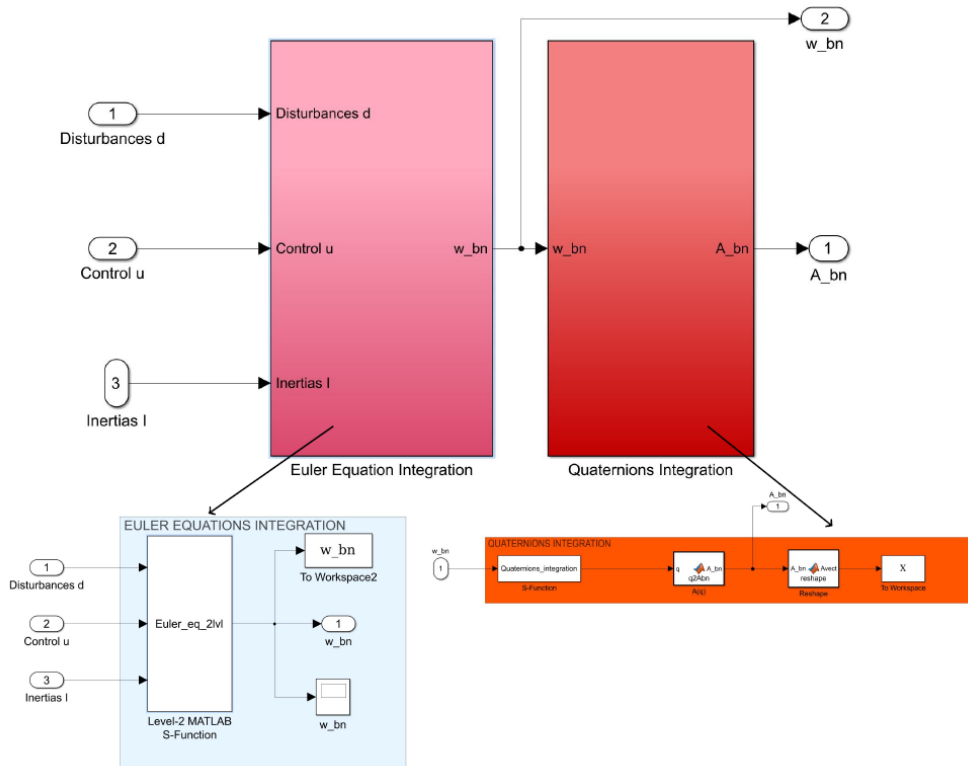 2
w_bn
1
Disturbances d
Disturbances d
2
Control u
Control u
w_bn
w_bn
A_bn
1
A_bn
3
Inertias I
Inertias I
Euler Equation Integration
Quaternions Integration
EULER EQUATIONS INTEGRATION
w_bn
To Workspace2
1
Disturbances d
2
Control u
Euler_eq_2lvl
1
w_bn
3
Inertias I
w_bn
Level-2 MATLAB
S-Function
A_bn
1
QUATERNIONS INTEGRATION
w_bn
1
Quaternions_integration
S-Function
q
A_bn
q2Abn
A(q)
A_bn
Avect
reshape
Reshape
X
To Workspace